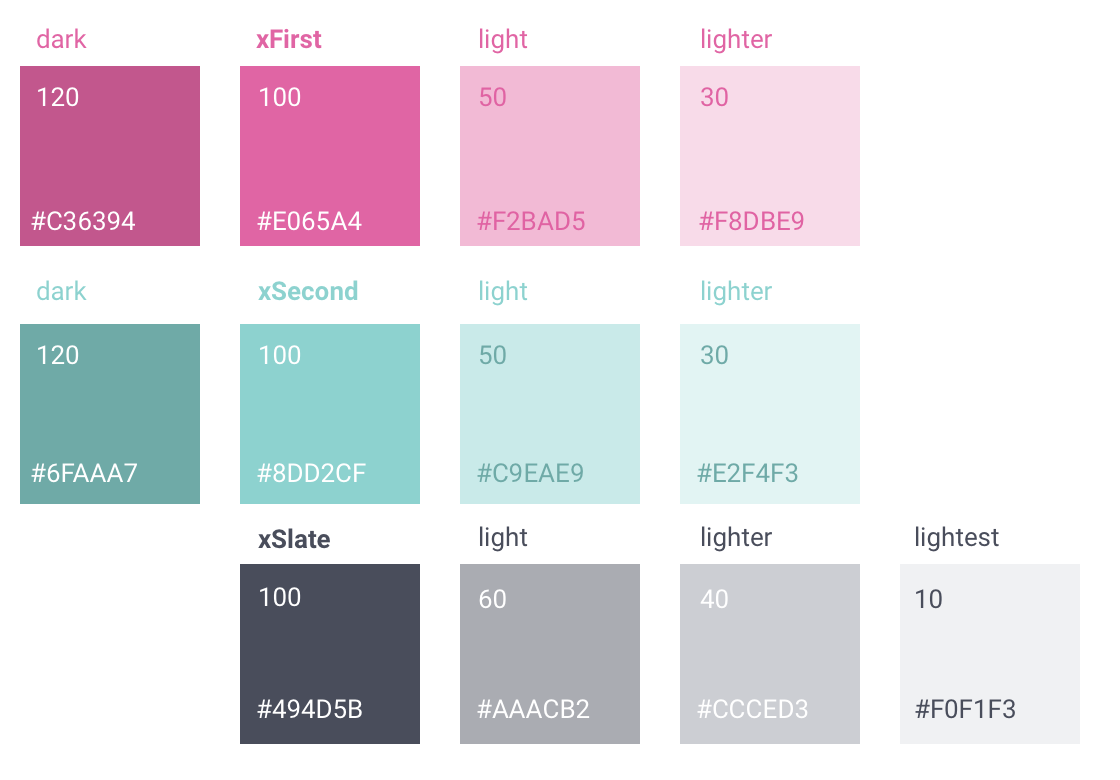 dark xFirst light lighter
120 100 50 30
#C36394 #E065A4 #F2BAD5 #F8DBE9
dark xSecond light lighter
120 100 50 30
#6FAAA7 #8DD2CF #C9EAE9 #E2F4F3
xSlate light lighter lightest
100 60 40 10
#494D5B #AAACB2 #CCCED3 #F0F1F3